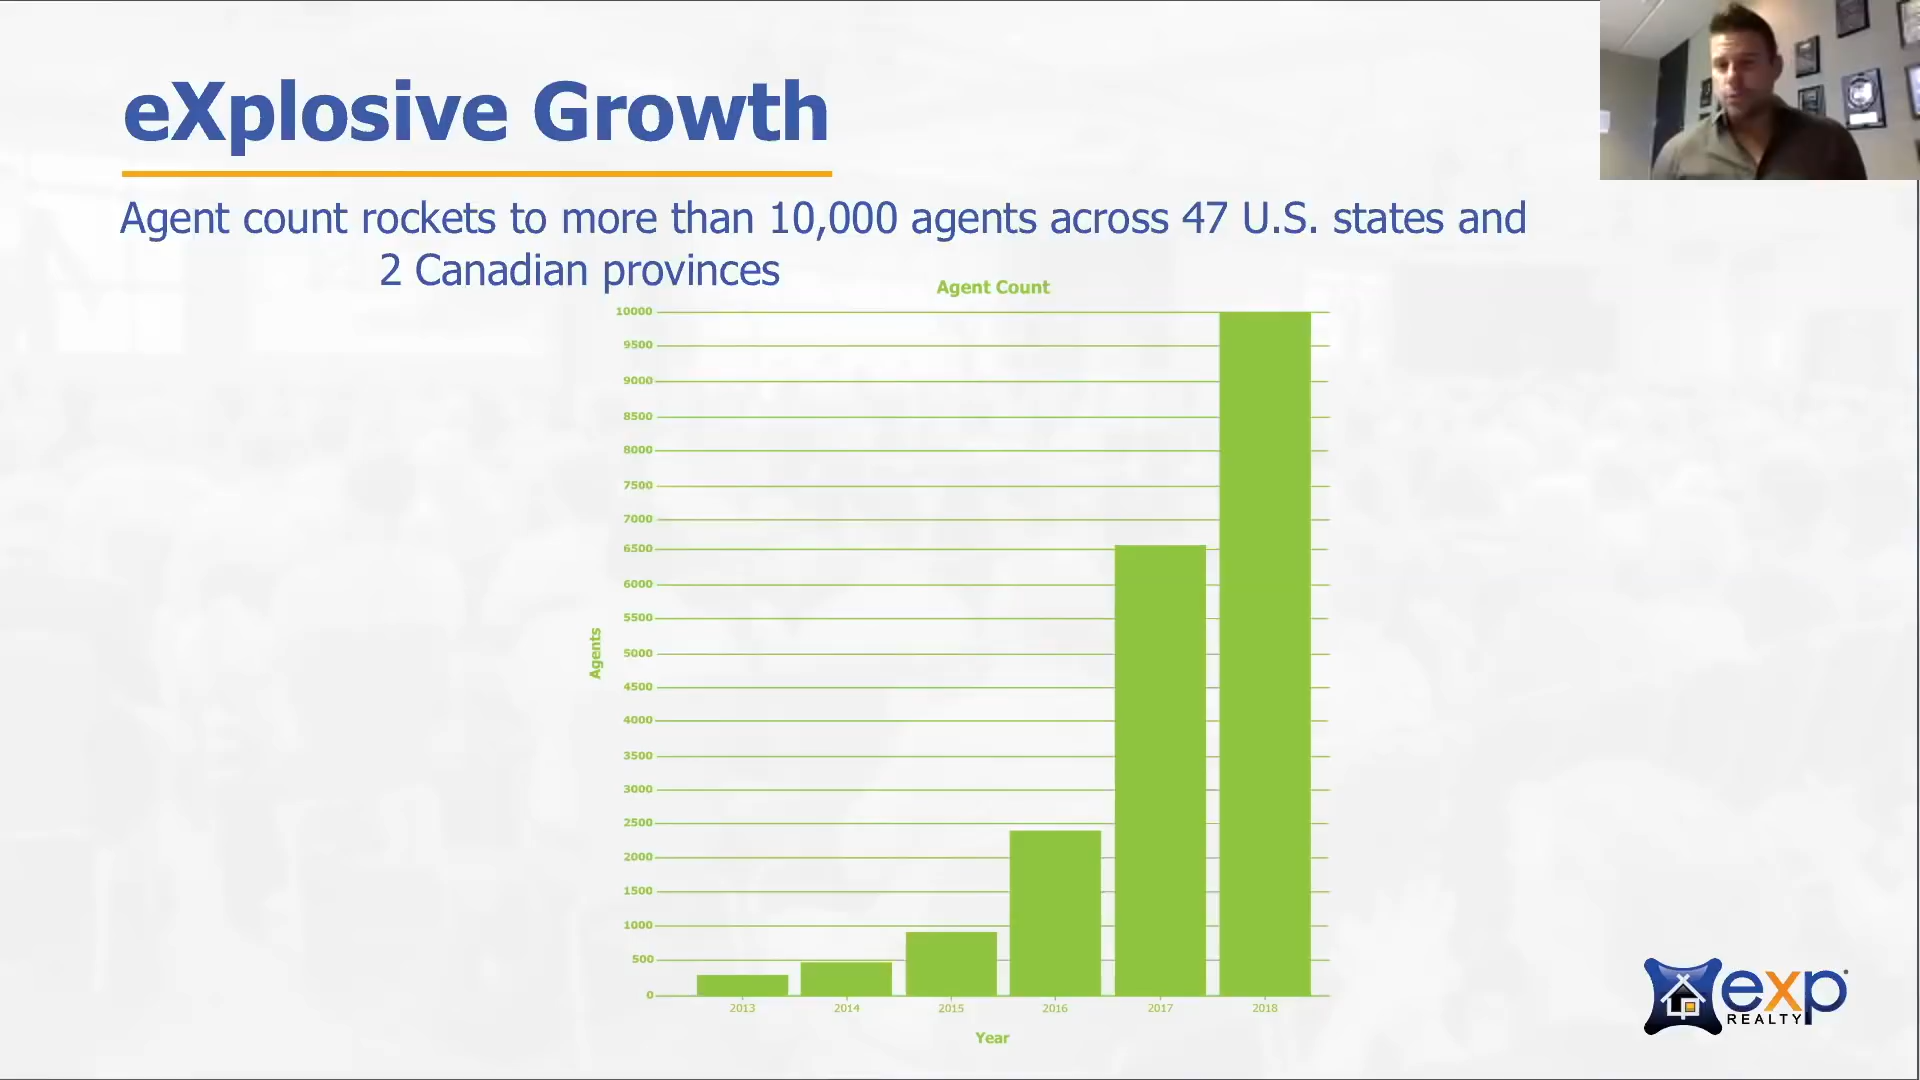 eXplosive Growth
Agent count rockets to more than 10,000 agents across 47 U.S. states and
2 Canadian provinces
Agent Count
10000
9500
9000
8500
8000
7500
7000
6500
6000
5500
5000
4500
4000
3500
3000
2500
2000
1500
1000
500
0
Agents
2013 2014 2015 2016 2017 2018
Year
exp
REALTY